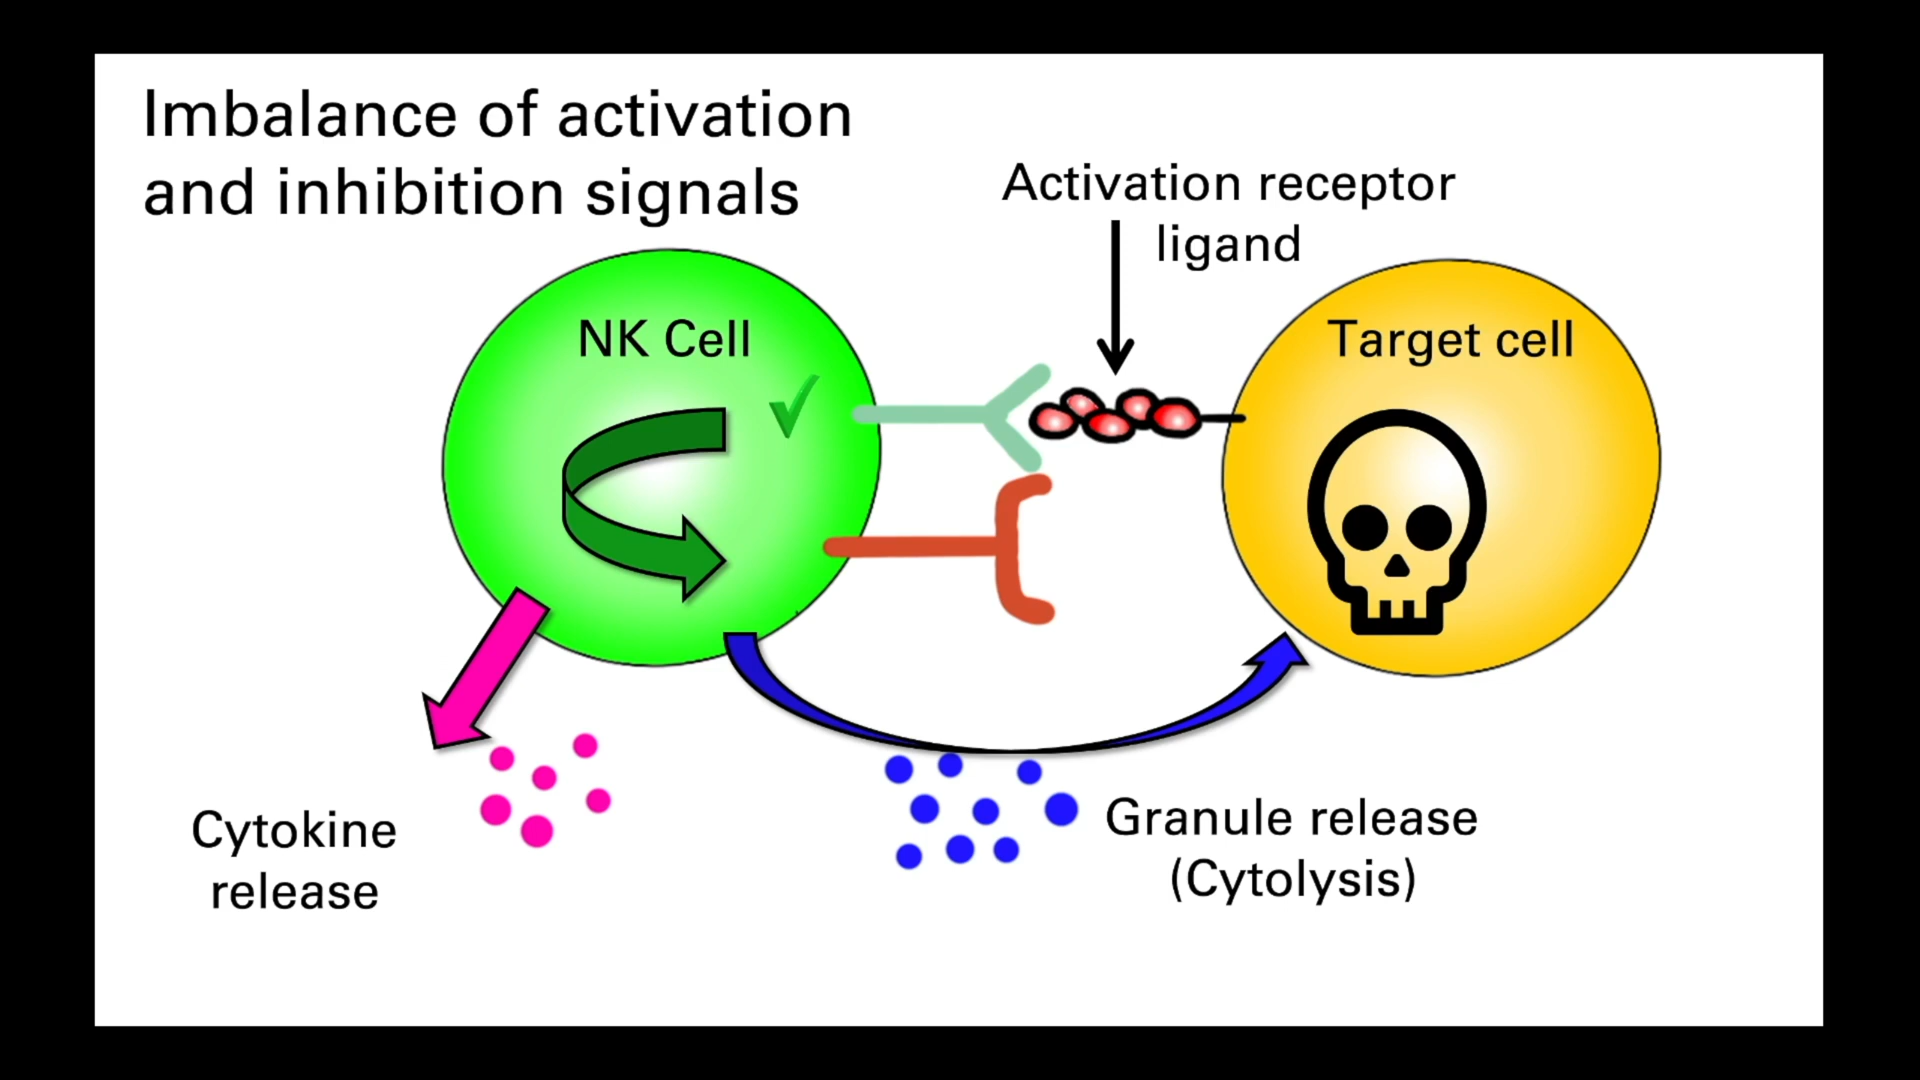 Imbalance of activation
and inhibition signals
Activation receptor
ligand
NK Cell
Target cell
Cytokine
release
Granule release
(Cytolysis)